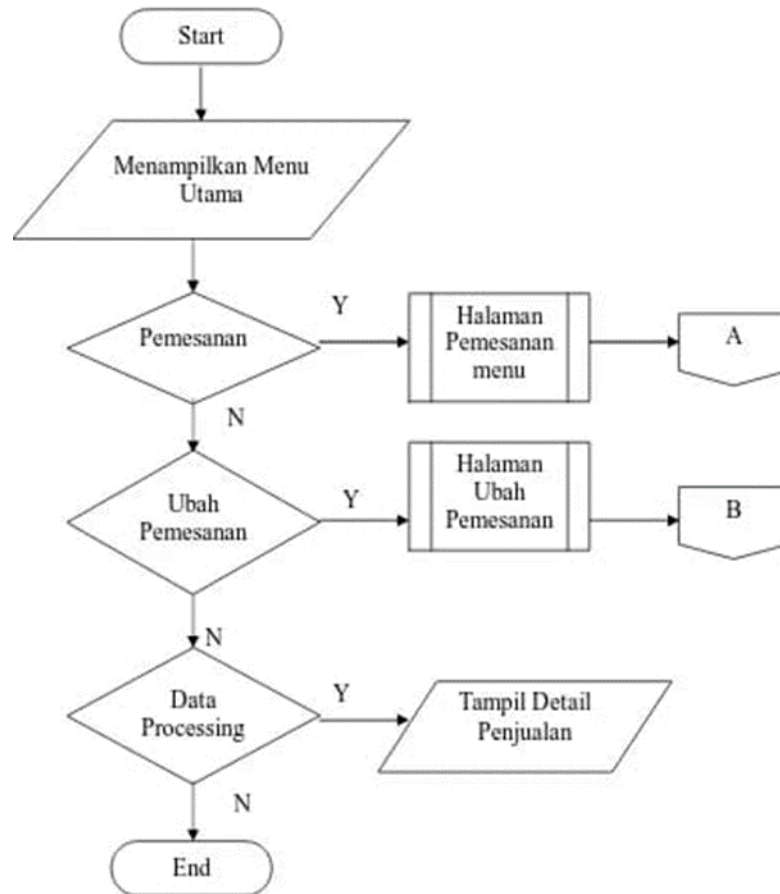 Start
Menampilkan Menu
Utama
Pemesanan
Y
Halaman
Pemesanan
menu
A
N
Ubah
Pemesanan
Y
Halaman
Ubah
Pemesanan
B
N
Data
Processing
Y
Tampil Detail
Penjualan
N
End